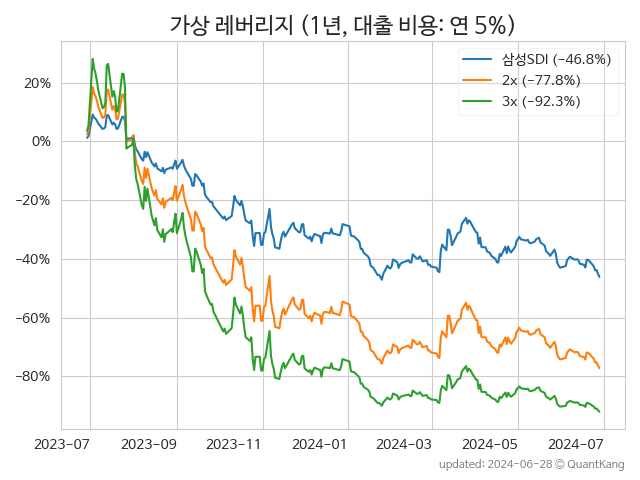 가상 레버리지 (1년, 대출 비용: 연 5%)
삼성SDI (−46.8%)
2x (−77.8%)
3x (−92.3%)
20%
0%
−20%
−40%
−60%
−80%
2023-07 2023-09 2023-11 2024-01 2024-03 2024-05 2024-07
updated: 2024-06-28 © QuantKang